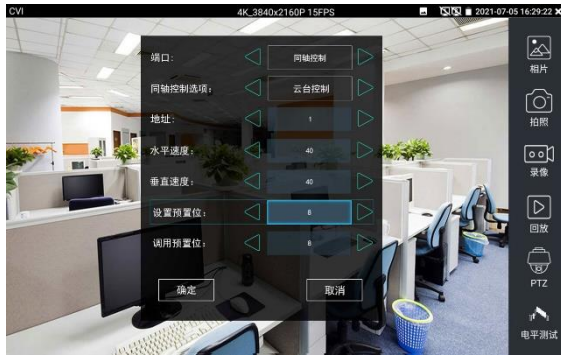 CVI 4K_3840x2160P 15FPS 2021-07-05 16:29:22
端口： 同轴控制
同轴控制选项： 云台控制
地址： 1
水平速度： 40
垂直速度： 40
设置预置位： 8
调用预置位： 8
确定 取消
相片
拍照
录像
回放
PTZ
电平测试